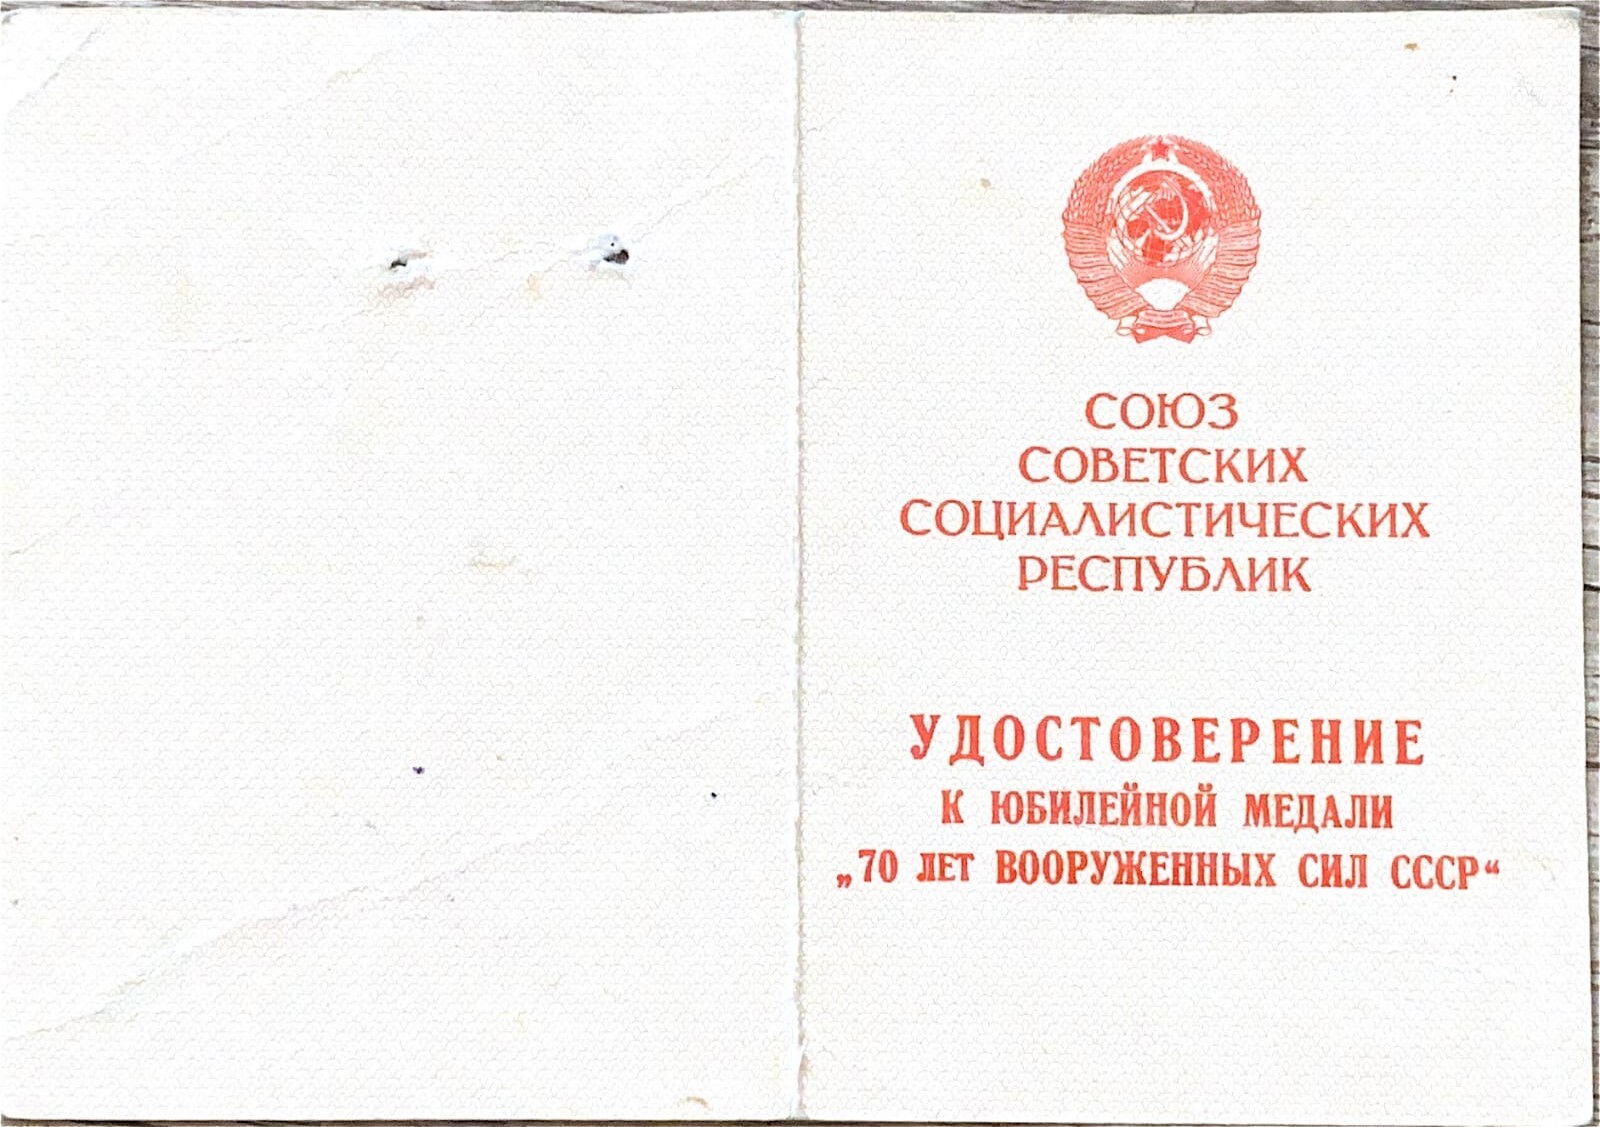 СОЮЗ
СОВЕТСКИХ
СОЦИАЛИСТИЧЕСКИХ
РЕСПУБЛИК
УДОСТОВЕРЕНИЕ
К ЮБИЛЕЙНОЙ МЕДАЛИ
„70 ЛЕТ ВООРУЖЕННЫХ СИЛ СССР“